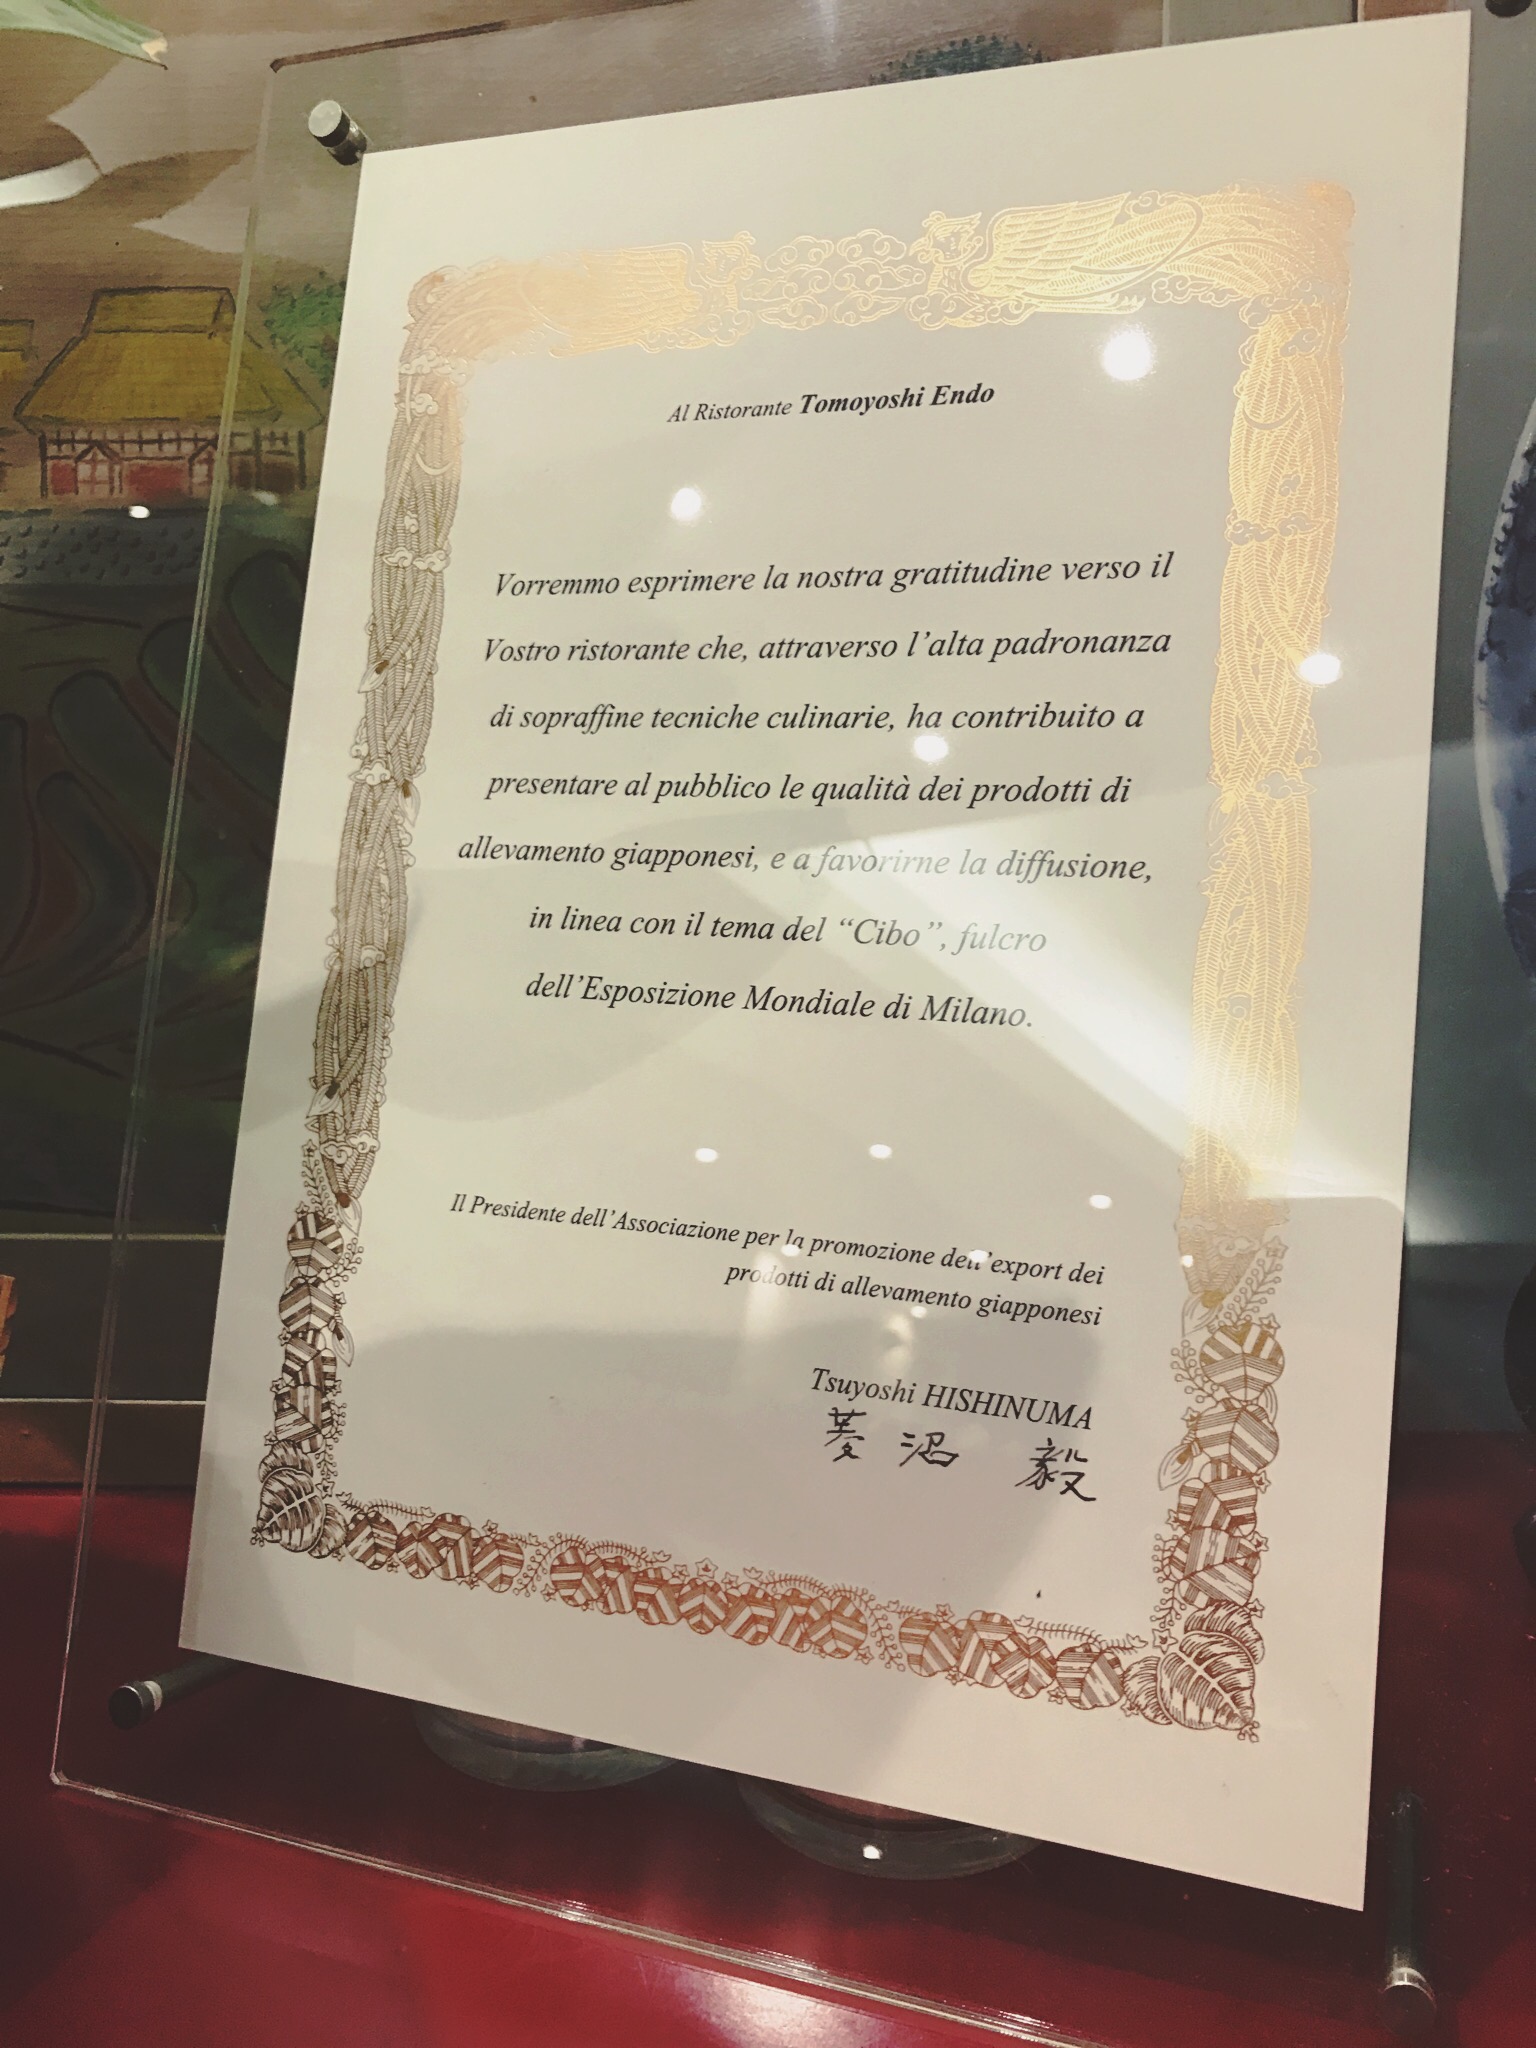 Al Ristorante Tomoyoshi Endo
Vorremmo esprimere la nostra gratitudine verso il
Vostro ristorante che, attraverso l'alta padronanza
di sopraffine tecniche culinarie, ha contribuito a
presentare al pubblico le qualità dei prodotti di
allevamento giapponesi, e a favorirne la diffusione,
in linea con il tema del “Cibo”, fulcro
dell'Esposizione Mondiale di Milano.
Il Presidente dell'Associazione per la promozione dell'export dei
prodotti di allevamento giapponesi
Tsuyoshi HISHINUMA
菱沼 毅